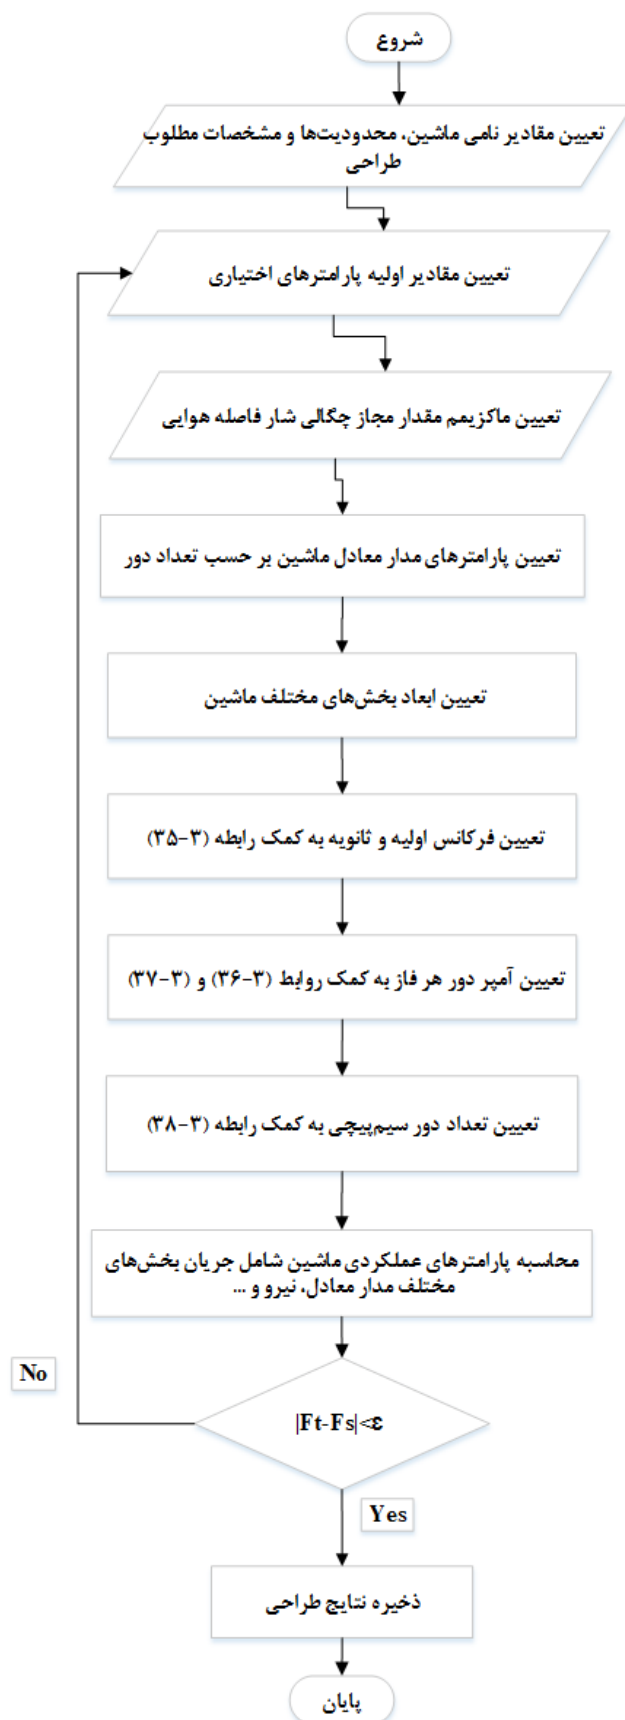 شروع
تعیین مقادیر نامی ماشین، محدودیت‌ها و مشخصات مطلوب
طراحی
تعیین مقادیر اولیه پارامترهای اختیاری
تعیین ماکزیمم مقدار مجاز چگالی شار فاصله هوایی
تعیین پارامترهای مدار معادل ماشین بر حسب تعداد دور
تعیین ابعاد بخش‌های مختلف ماشین
تعیین فرکانس اولیه و ثانویه به کمک رابطه (۳-۳۵)
تعیین آمپر دور هر فاز به کمک روابط (۳-۳۶) و (۳-۳۷)
تعیین تعداد دور سیم‌پیچی به کمک رابطه (۳-۳۸)
محاسبه پارامترهای عملکردی ماشین شامل جریان بخش‌های
مختلف مدار معادل، نیرو و ...
No
|Ft-Fs|<ε
Yes
ذخیره نتایج طراحی
پایان